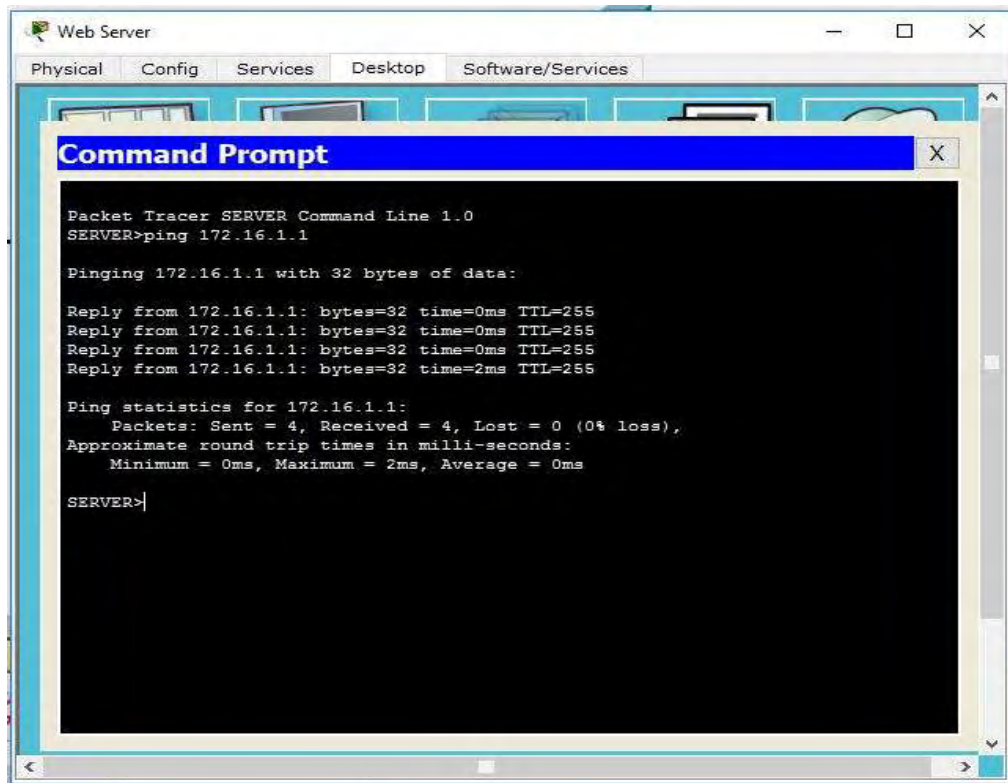 Web Server
Physical Config Services Desktop Software/Services
Command Prompt
X
Packet Tracer SERVER Command Line 1.0
SERVER>ping 172.16.1.1
Pinging 172.16.1.1 with 32 bytes of data:
Reply from 172.16.1.1: bytes=32 time=0ms TTL=255
Reply from 172.16.1.1: bytes=32 time=0ms TTL=255
Reply from 172.16.1.1: bytes=32 time=0ms TTL=255
Reply from 172.16.1.1: bytes=32 time=2ms TTL=255
Ping statistics for 172.16.1.1:
Packets: Sent = 4, Received = 4, Lost = 0 (0% loss),
Approximate round trip times in milli-seconds:
Minimum = 0ms, Maximum = 2ms, Average = 0ms
SERVER>